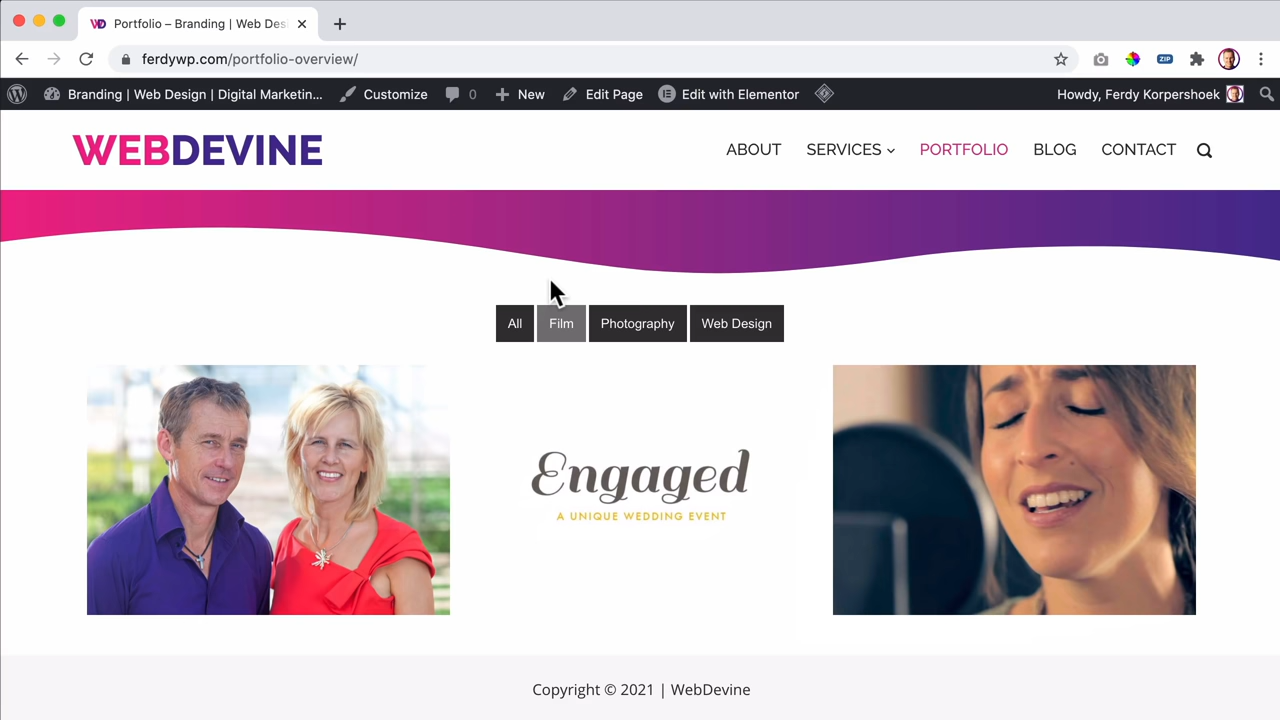 Portfolio – Branding | Web Des
ferdywp.com/portfolio-overview/
ZIP
Branding | Web Design | Digital Marketin...
Customize
0
New
Edit Page
Edit with Elementor
Howdy, Ferdy Korpershoek
WEBDEVINE
ABOUT
SERVICES
PORTFOLIO
BLOG
CONTACT
All
Film
Photography
Web Design
Engaged
A UNIQUE WEDDING EVENT
Copyright © 2021 | WebDevine